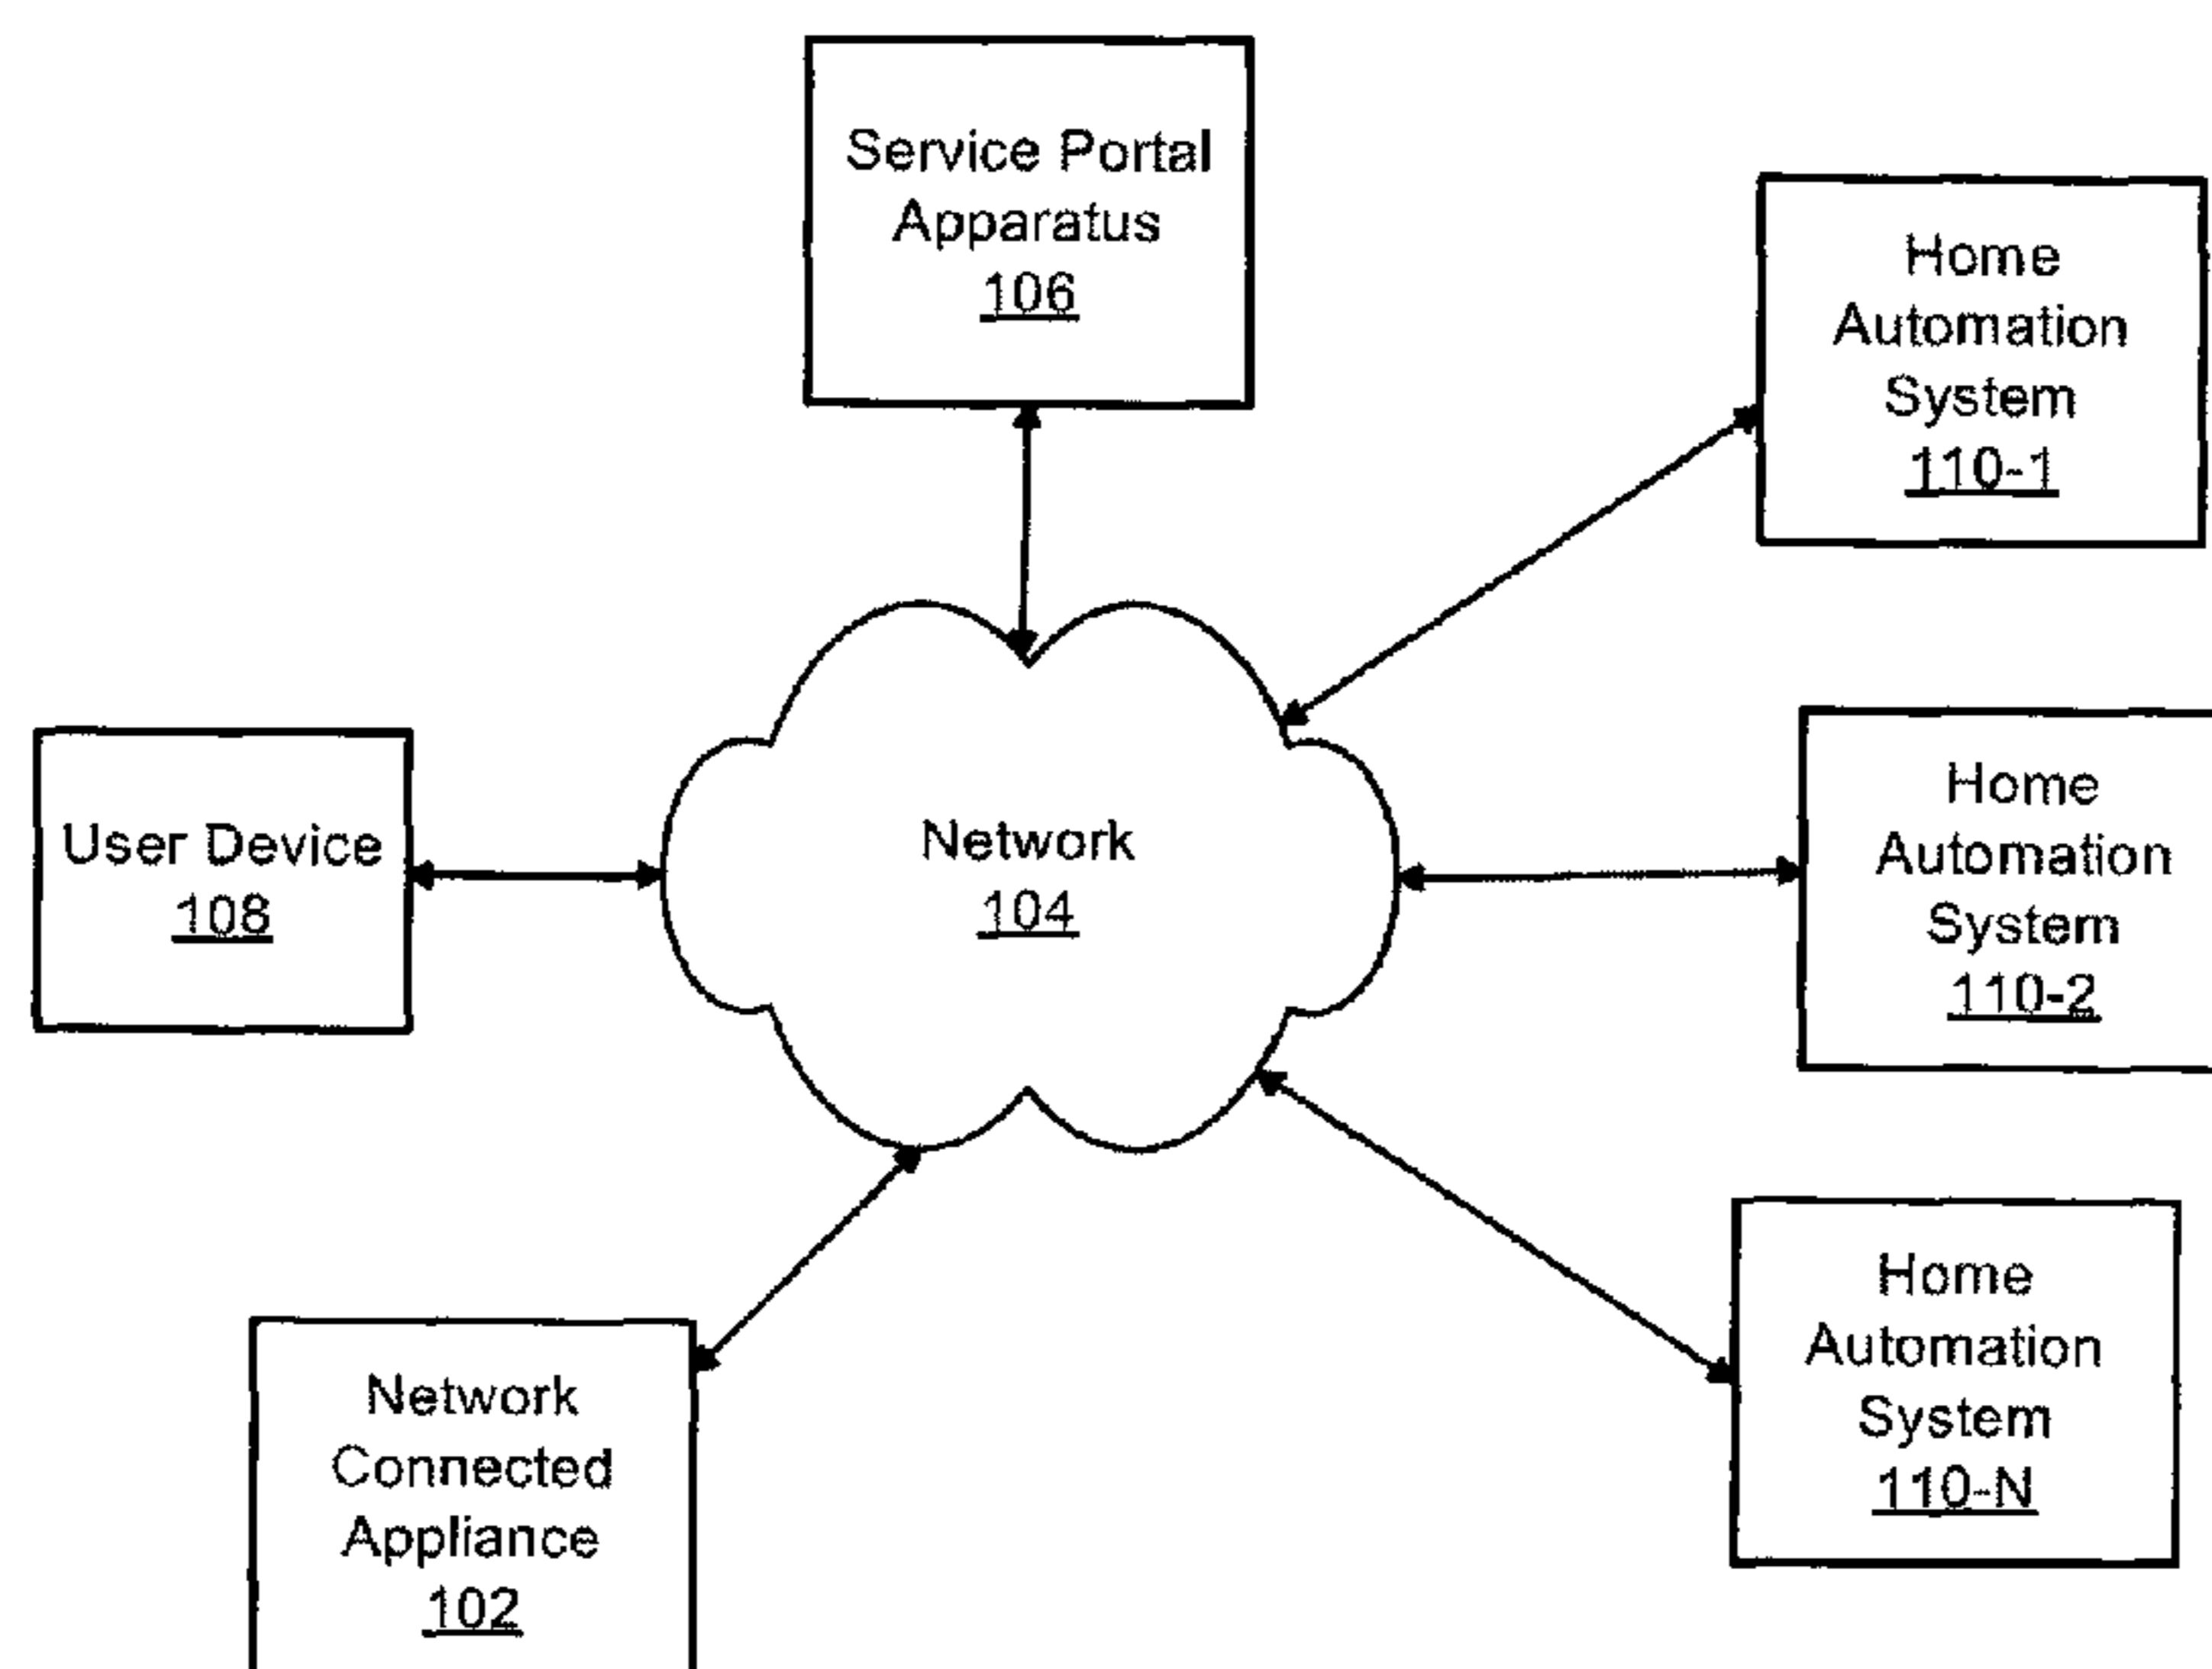 Service Portal
Apparatus
106
Home
Automation
System
110-1
User Device
108
Network
104
Home
Automation
System
110-2
Network
Connected
Appliance
102
Home
Automation
System
110-N